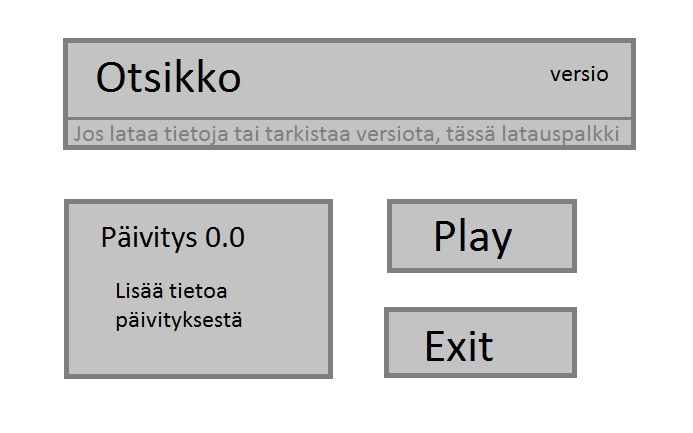 Otsikko
versio
Jos lataa tietoja tai tarkistaa versiota, tässä latauspalkki
Päivitys 0.0
Lisää tietoa
päivityksestä
Play
Exit